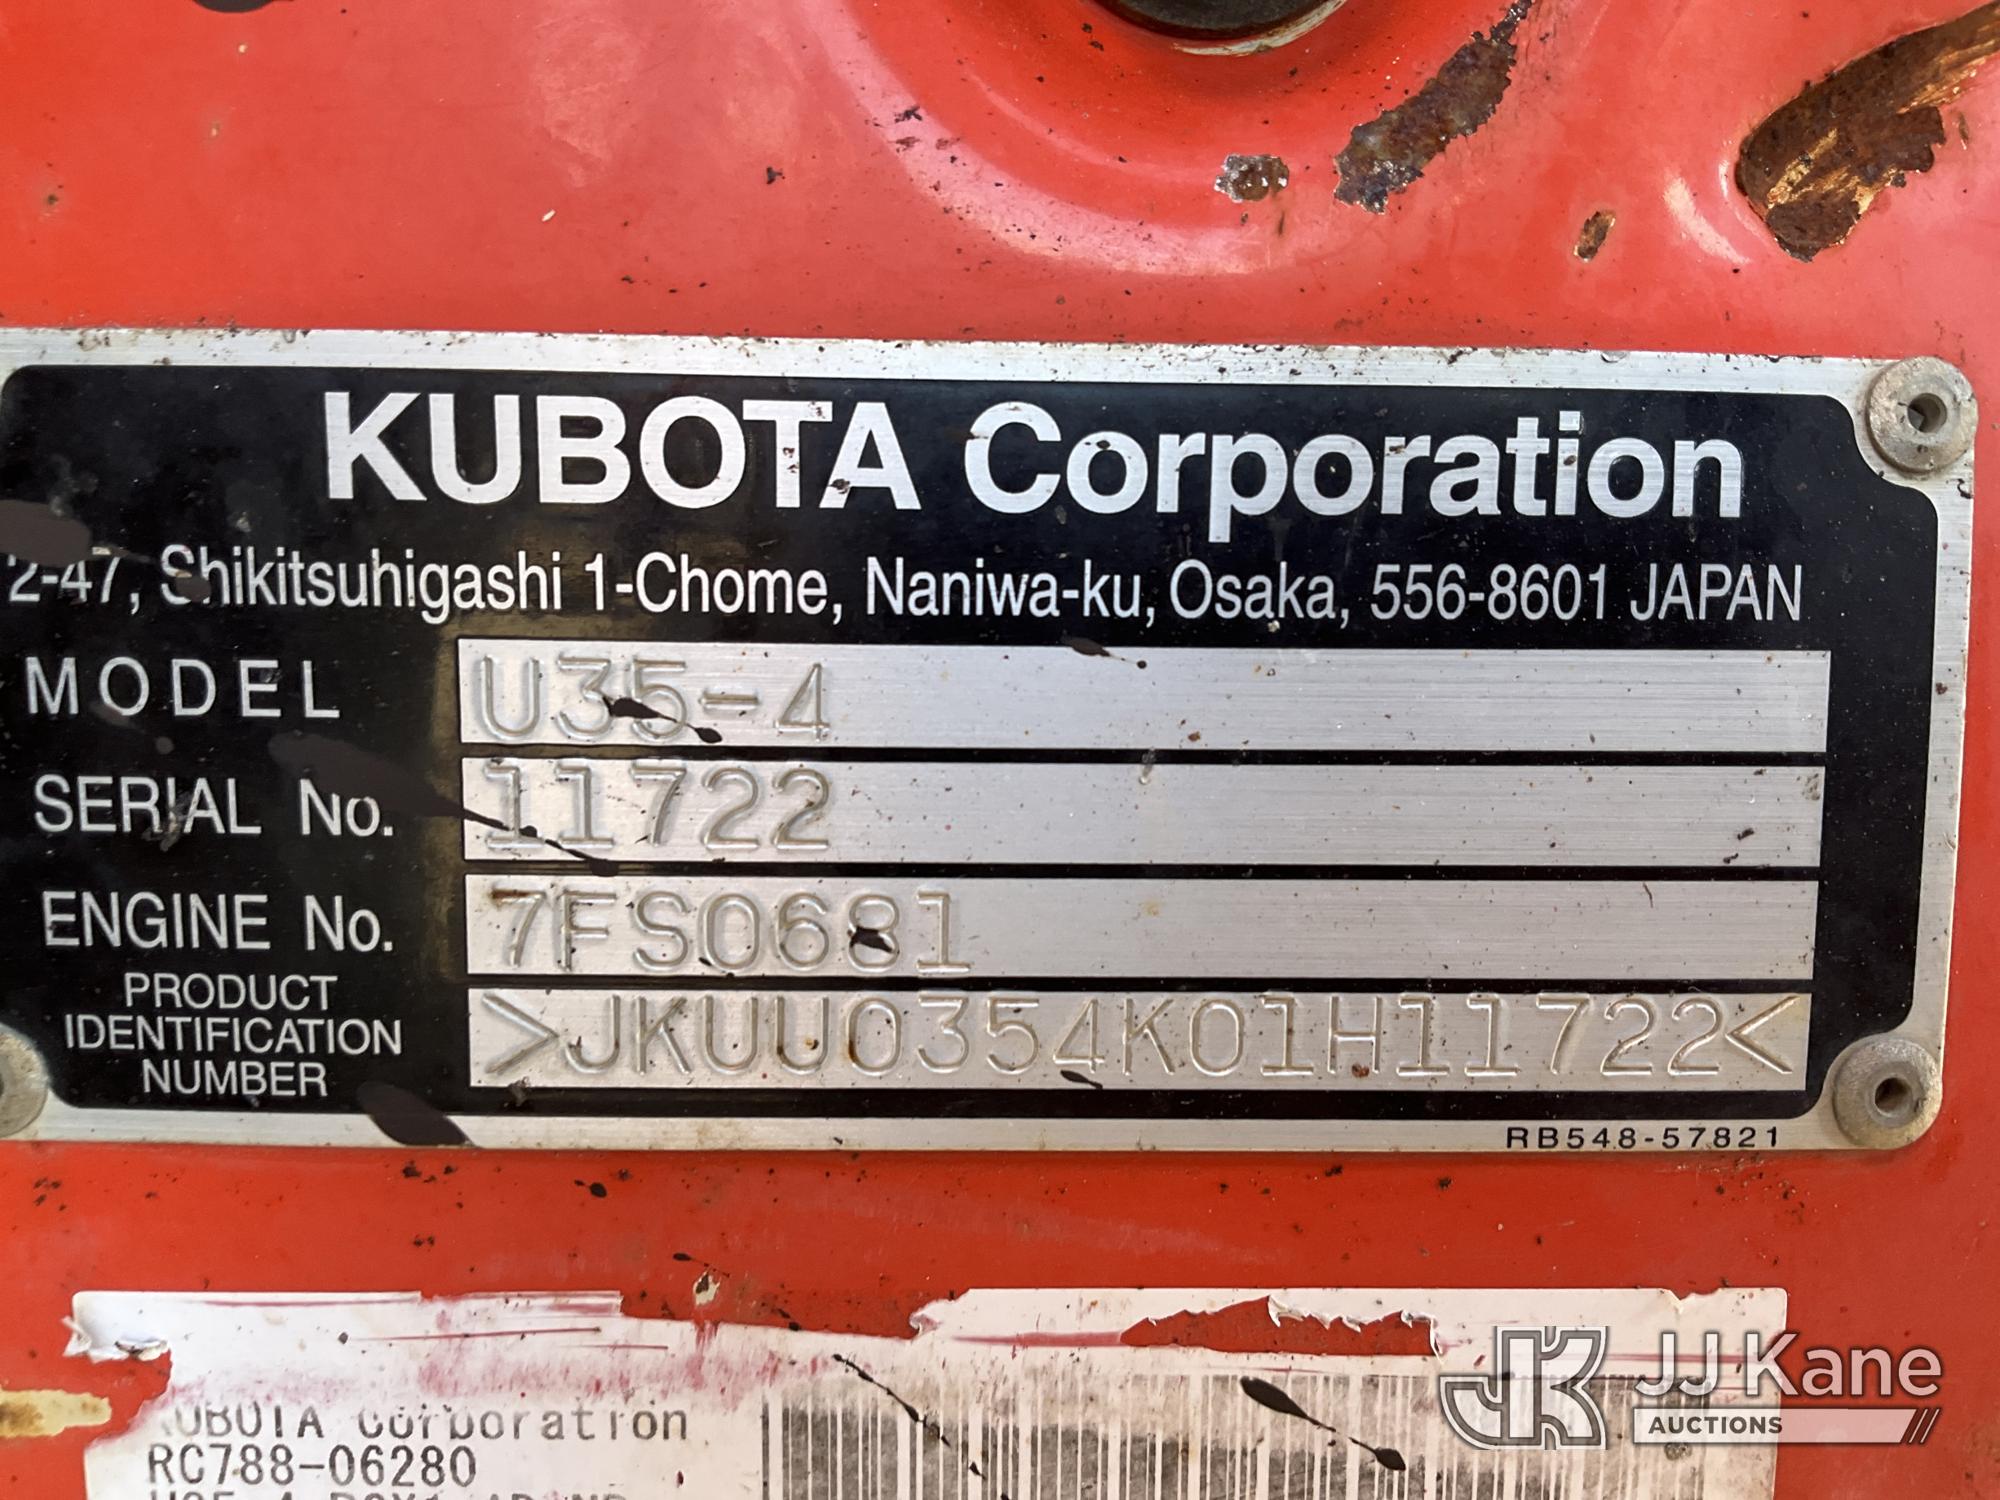 KUBOTA Corporation
2-47, Shikitsuhigashi 1-Chome, Naniwa-ku, Osaka, 556-8601 JAPAN
MODEL U35-4
SERIAL No. 11722
ENGINE No. 7FS0681
PRODUCT
IDENTIFICATION
NUMBER
>JKUU0354K01H11722<
RB548-57821
KUBOTA Corporation
RC788-06280
JJ Kane
AUCTIONS